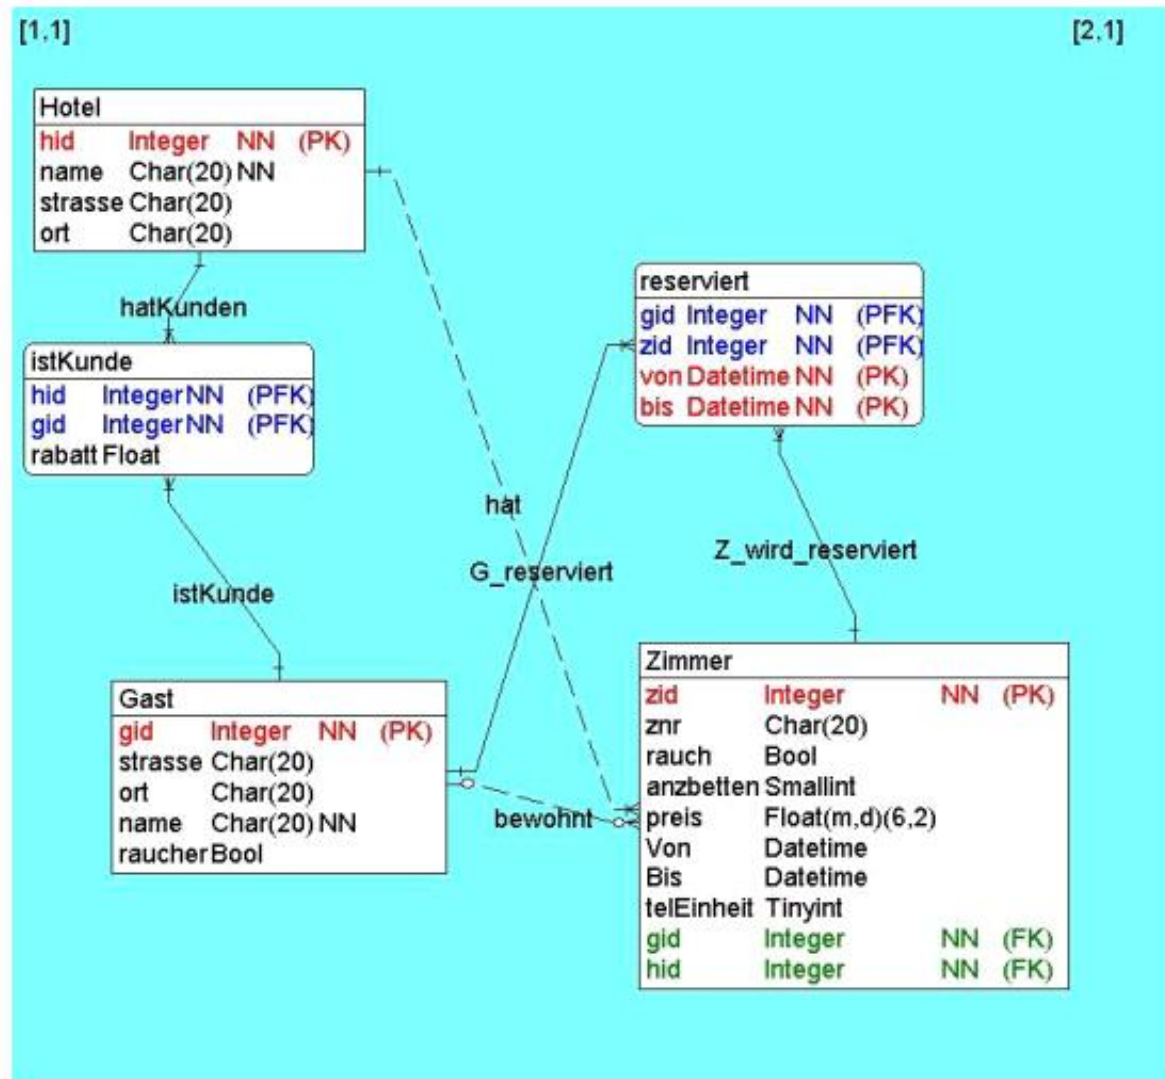 [1,1]
[2,1]
Hotel
hid Integer NN (PK)
name Char(20) NN
strasse Char(20)
ort Char(20)
hatKunden
istKunde
hid Integer NN (PFK)
gid Integer NN (PFK)
rabatt Float
reserviert
gid Integer NN (PFK)
zid Integer NN (PFK)
von Datetime NN (PK)
bis Datetime NN (PK)
hat
G_reserviert
Z_wird_reserviert
istKunde
Gast
gid Integer NN (PK)
strasse Char(20)
ort Char(20)
name Char(20) NN
raucher Bool
bewohnt
Zimmer
zid Integer NN (PK)
znr Char(20)
rauch Bool
anzbetten Smallint
preis Float(m,d)(6,2)
Von Datetime
Bis Datetime
telEinheit Tinyint
gid Integer NN (FK)
hid Integer NN (FK)